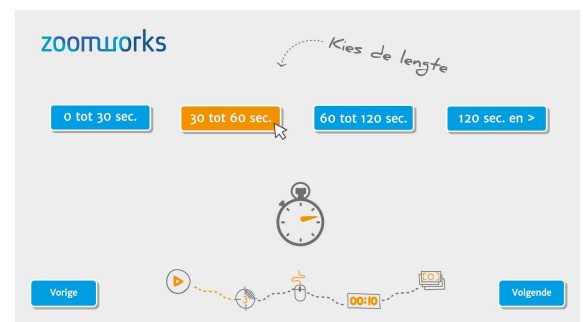 zoomworks
Kies de lengte
0 tot 30 sec.
30 tot 60 sec.
60 tot 120 sec.
120 sec. en >
3
00:10
Vorige
Volgende